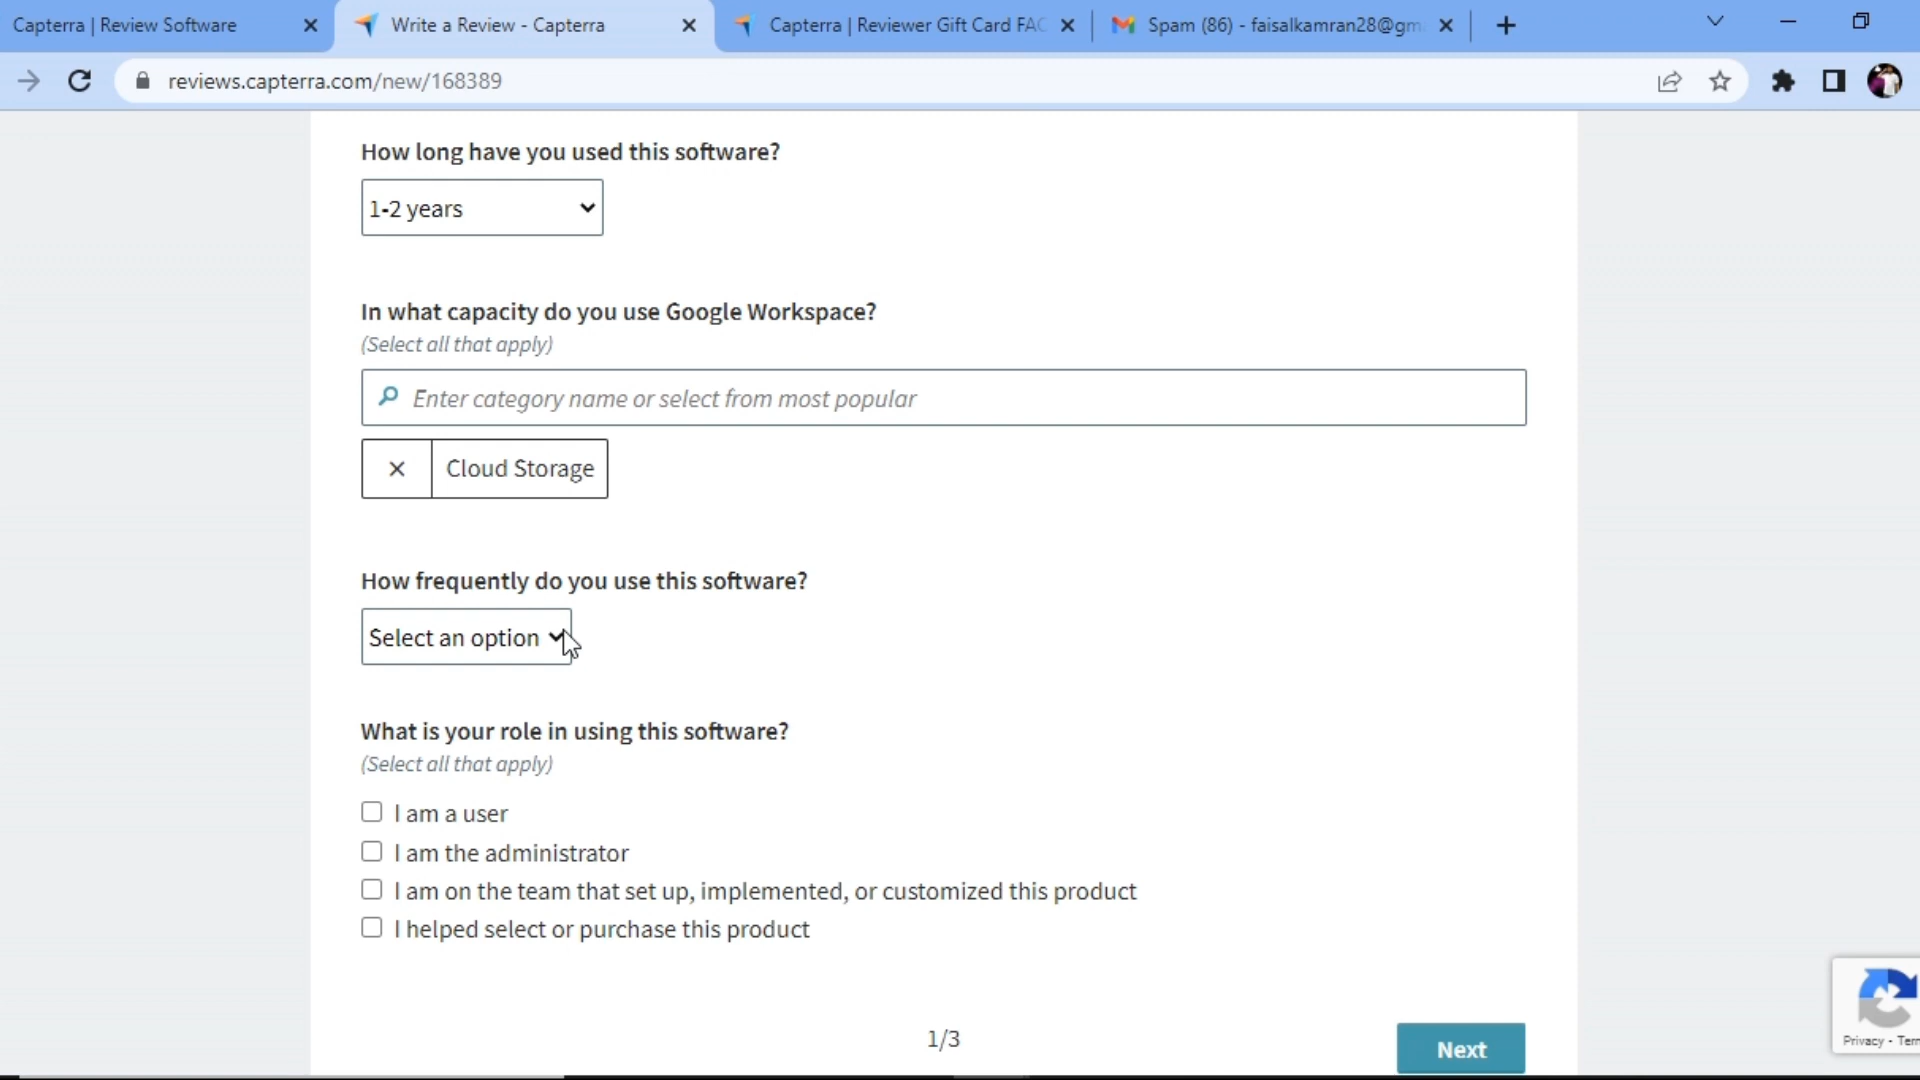 Capterra | Review Software
Write a Review - Capterra
Capterra | Reviewer Gift Card FAC
Spam (86) - faisalkamran28@gm
reviews.capterra.com/new/168389
How long have you used this software?
1-2 years
In what capacity do you use Google Workspace?
(Select all that apply)
Enter category name or select from most popular
Cloud Storage
How frequently do you use this software?
Select an option
What is your role in using this software?
(Select all that apply)
I am a user
I am the administrator
I am on the team that set up, implemented, or customized this product
I helped select or purchase this product
1/3
Next
Privacy - Tern